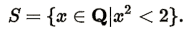 S = {x ∈ Q|x² < 2}.